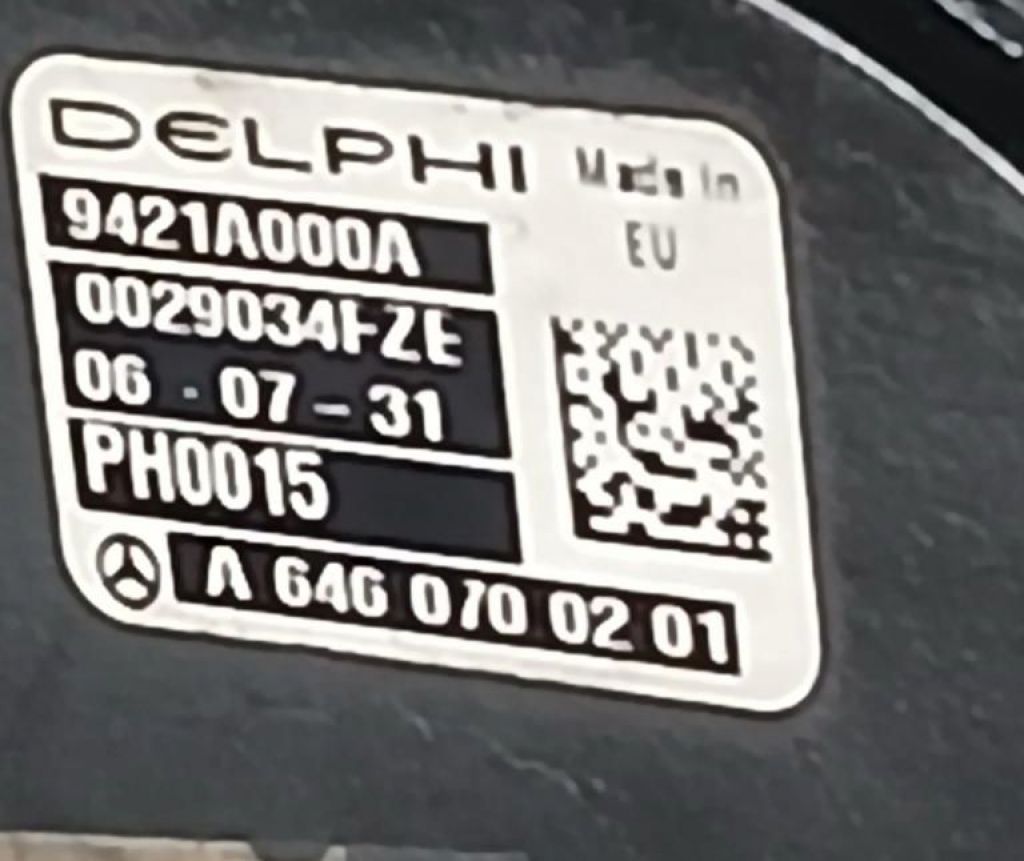 DELPHI
Made in
EU
9421A000A
0029034FZE
06 - 07 - 31
PH0015
A 646 070 02 01